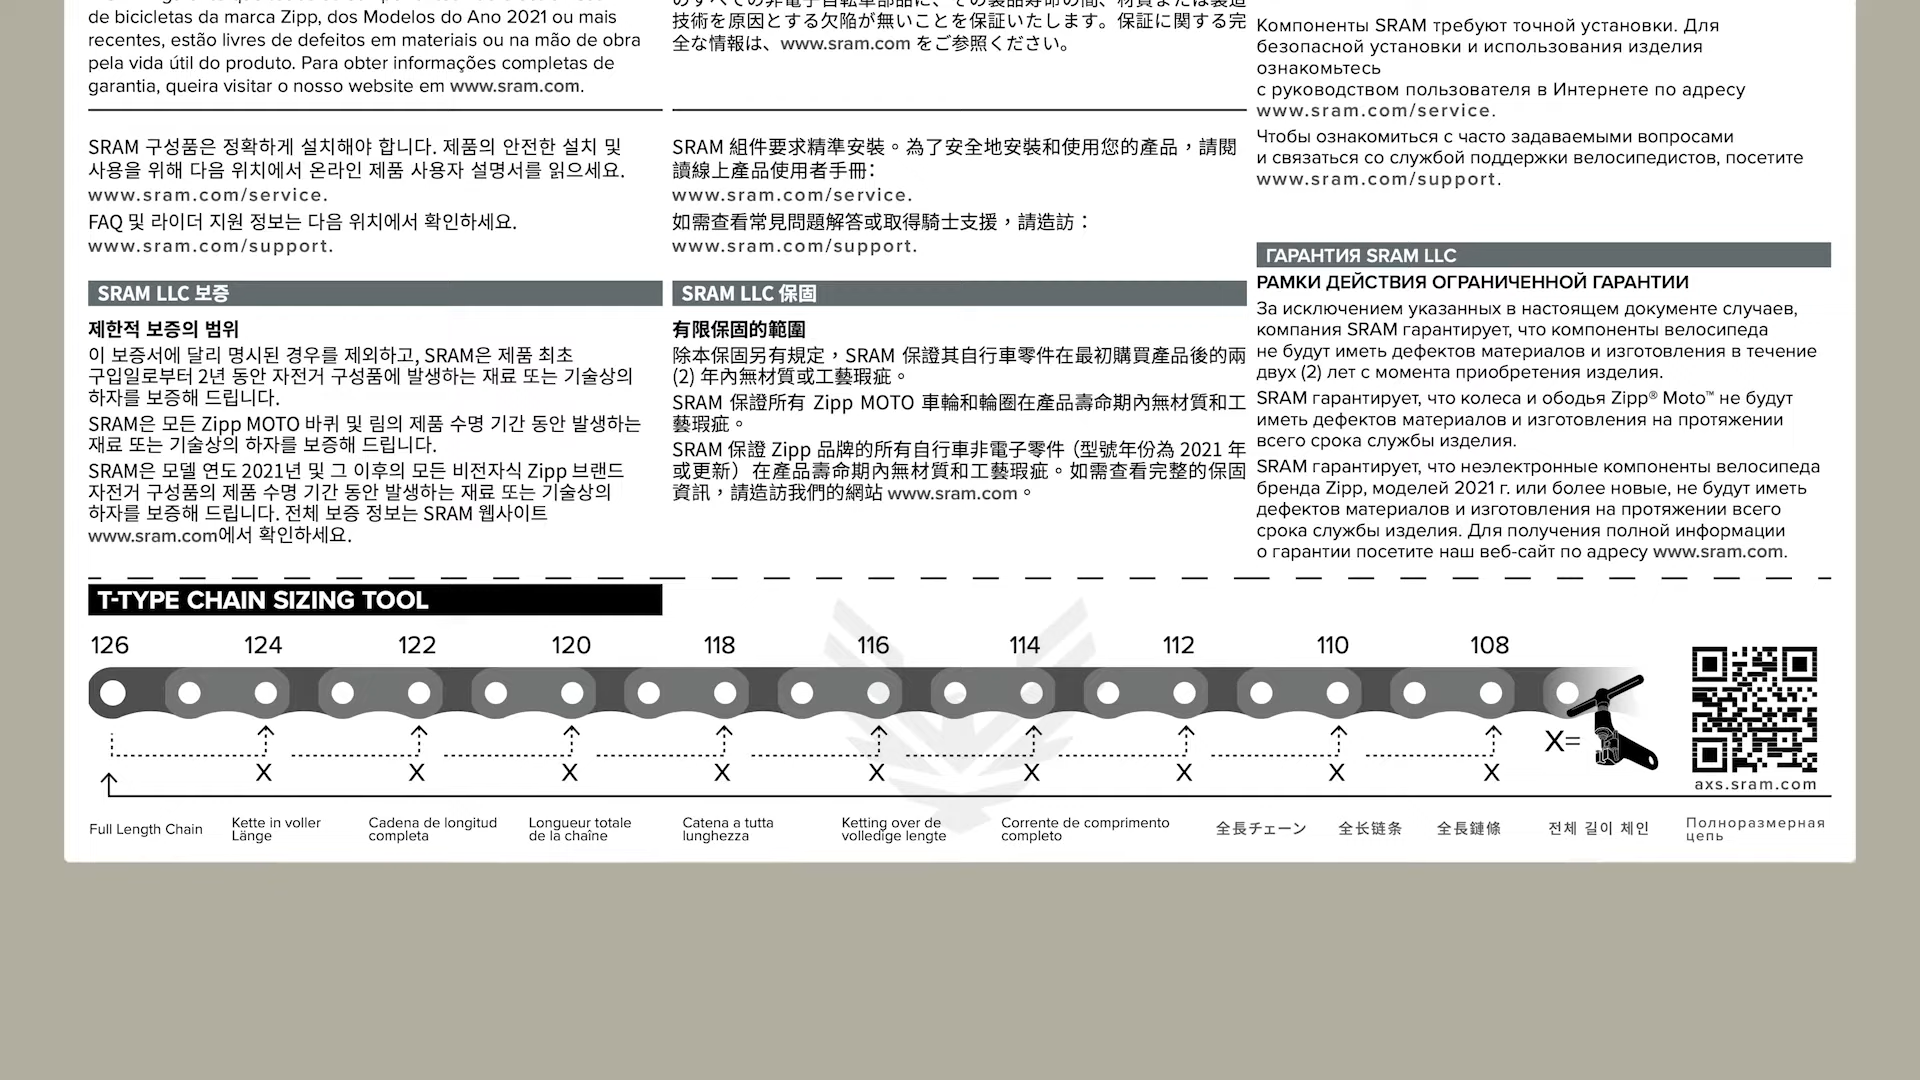 de bicicletas da marca Zipp, dos Modelos do Ano 2021 ou mais
recentes, estão livres de defeitos em materiais ou na mão de obra
pela vida útil do produto. Para obter informações completas de
garantia, queira visitar o nosso website em www.sram.com.
SRAM 구성품은 정확하게 설치해야 합니다. 제품의 안전한 설치 및
사용을 위해 다음 위치에서 온라인 제품 사용자 설명서를 읽으세요.
www.sram.com/service.
FAQ 및 라이더 지원 정보는 다음 위치에서 확인하세요.
www.sram.com/support.
SRAM LLC 보증
제한적 보증의 범위
이 보증서에 달리 명시된 경우를 제외하고, SRAM은 제품 최초
구입일로부터 2년 동안 자전거 구성품에 발생하는 재료 또는 기술상의
하자를 보증해 드립니다.
SRAM은 모든 Zipp MOTO 바퀴 및 림의 제품 수명 기간 동안 발생하는
재료 또는 기술상의 하자를 보증해 드립니다.
SRAM은 모델 연도 2021년 및 그 이후의 모든 비전자식 Zipp 브랜드
자전거 구성품의 제품 수명 기간 동안 발생하는 재료 또는 기술상의
하자를 보증해 드립니다. 전체 보증 정보는 SRAM 웹사이트
www.sram.com에서 확인하세요.
技術を原因とする欠陥が無いことを保証いたします。保証に関する完
全な情報は、www.sram.com をご参照ください。
SRAM 組件要求精準安裝。為了安全地安裝和使用您的產品，請閱
讀線上產品使用者手冊：
www.sram.com/service.
如需查看常見問題解答或取得騎士支援，請造訪：
www.sram.com/support.
SRAM LLC 保固
有限保固的範圍
除本保固另有規定，SRAM 保證其自行車零件在最初購買產品後的兩
(2) 年內無材質或工藝瑕疵。
SRAM 保證所有 Zipp MOTO 車輪和輪圈在產品壽命期內無材質和工
藝瑕疵。
SRAM 保證 Zipp 品牌的所有自行車非電子零件（型號年份為 2021 年
或更新）在產品壽命期內無材質和工藝瑕疵。如需查看完整的保固
資訊，請造訪我們的網站 www.sram.com。
Компоненты SRAM требуют точной установки. Для
безопасной установки и использования изделия
ознакомьтесь
с руководством пользователя в Интернете по адресу
www.sram.com/service.
Чтобы ознакомиться с часто задаваемыми вопросами
и связаться со службой поддержки велосипедистов, посетите
www.sram.com/support.
ГАРАНТИЯ SRAM LLC
РАМКИ ДЕЙСТВИЯ ОГРАНИЧЕННОЙ ГАРАНТИИ
За исключением указанных в настоящем документе случаев,
компания SRAM гарантирует, что компоненты велосипеда
не будут иметь дефектов материалов и изготовления в течение
двух (2) лет с момента приобретения изделия.
SRAM гарантирует, что колеса и ободья Zipp® Moto™ не будут
иметь дефектов материалов и изготовления на протяжении
всего срока службы изделия.
SRAM гарантирует, что неэлектронные компоненты велосипеда
бренда Zipp, моделей 2021 г. или более новые, не будут иметь
дефектов материалов и изготовления на протяжении всего
срока службы изделия. Для получения полной информации
о гарантии посетите наш веб-сайт по адресу www.sram.com.
T-TYPE CHAIN SIZING TOOL
126 124 122 120 118 116 114 112 110 108
X X X X X X X X X
X=
axs.sram.com
Full Length Chain
Kette in voller
Länge
Cadena de longitud
completa
Longueur totale
de la chaîne
Catena a tutta
lunghezza
Ketting over de
volledige lengte
Corrente de comprimento
completo
全長チェーン
全长链条
全長鏈條
전체 길이 체인
Полноразмерная
цепь